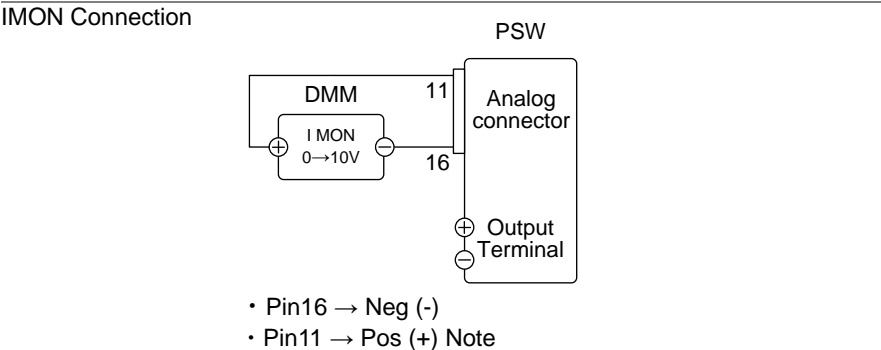 IMON Connection
PSW
DMM
11
Analog
connector
I MON
0→10V
16
Output
Terminal
・Pin16 → Neg (-)
・Pin11 → Pos (+) Note